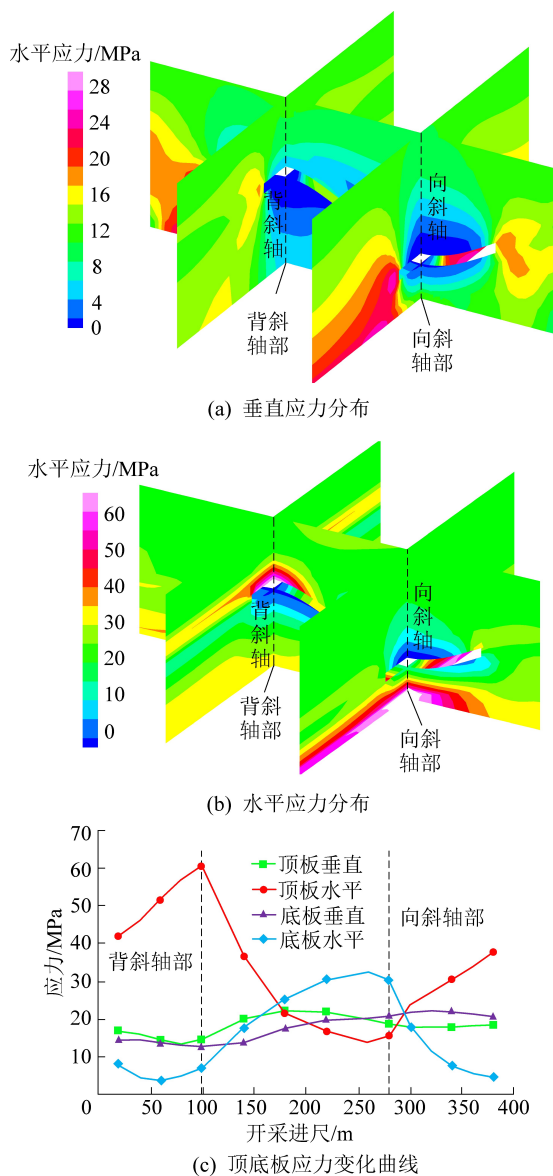 水平应力/MPa
28
24
20
16
12
8
4
0
背斜轴
向斜轴
背斜
轴部
向斜
轴部
(a) 垂直应力分布
水平应力/MPa
60
50
40
30
20
10
0
背斜轴
向斜轴
背斜
轴部
向斜
轴部
(b) 水平应力分布
70
60
50
40
30
20
10
0
应力/MPa
顶板垂直
顶板水平
底板垂直
底板水平
背斜轴部
向斜轴部
50 100 150 200 250 300 350 400
开采进尺/m
(c) 顶底板应力变化曲线